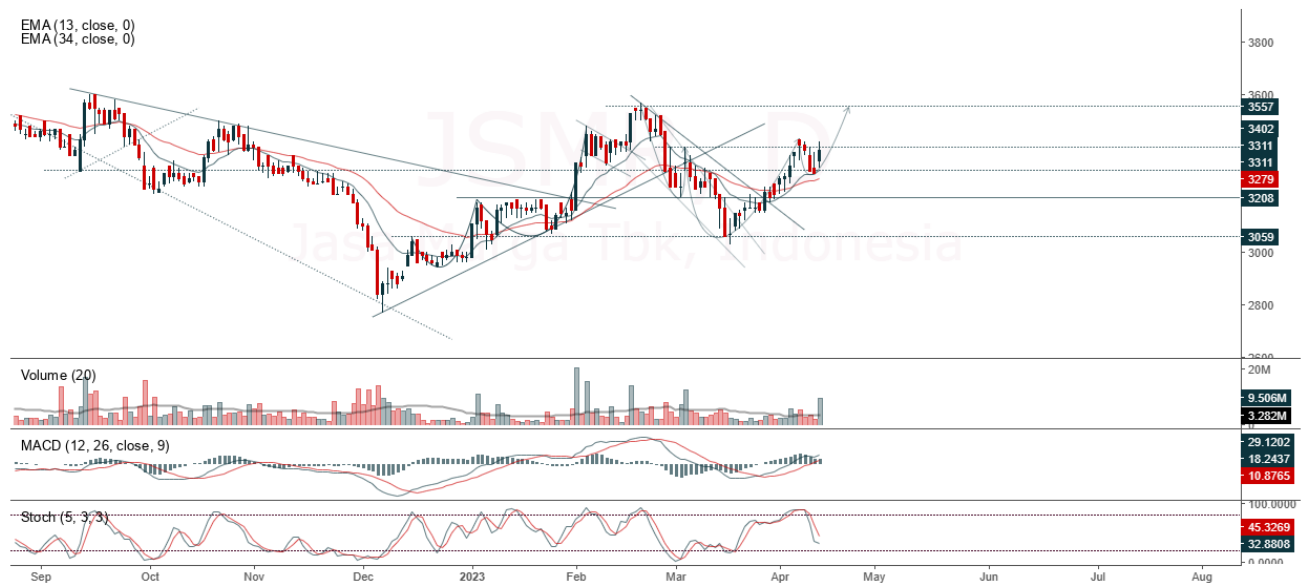 EMA (13, close, 0)
EMA (34, close, 0)
3800
3600
3557
3402
3311
3311
3279
3208
3059
3000
2800
2600
Volume (20)
20M
9.506M
3.282M
0
MACD (12, 26, close, 9)
29.1202
18.2437
10.8765
Stoch (5, 3, 3)
100.0000
45.3269
32.8808
0.0000
Sep Oct Nov Dec 2023 Feb Mar Apr May Jun Jul Aug